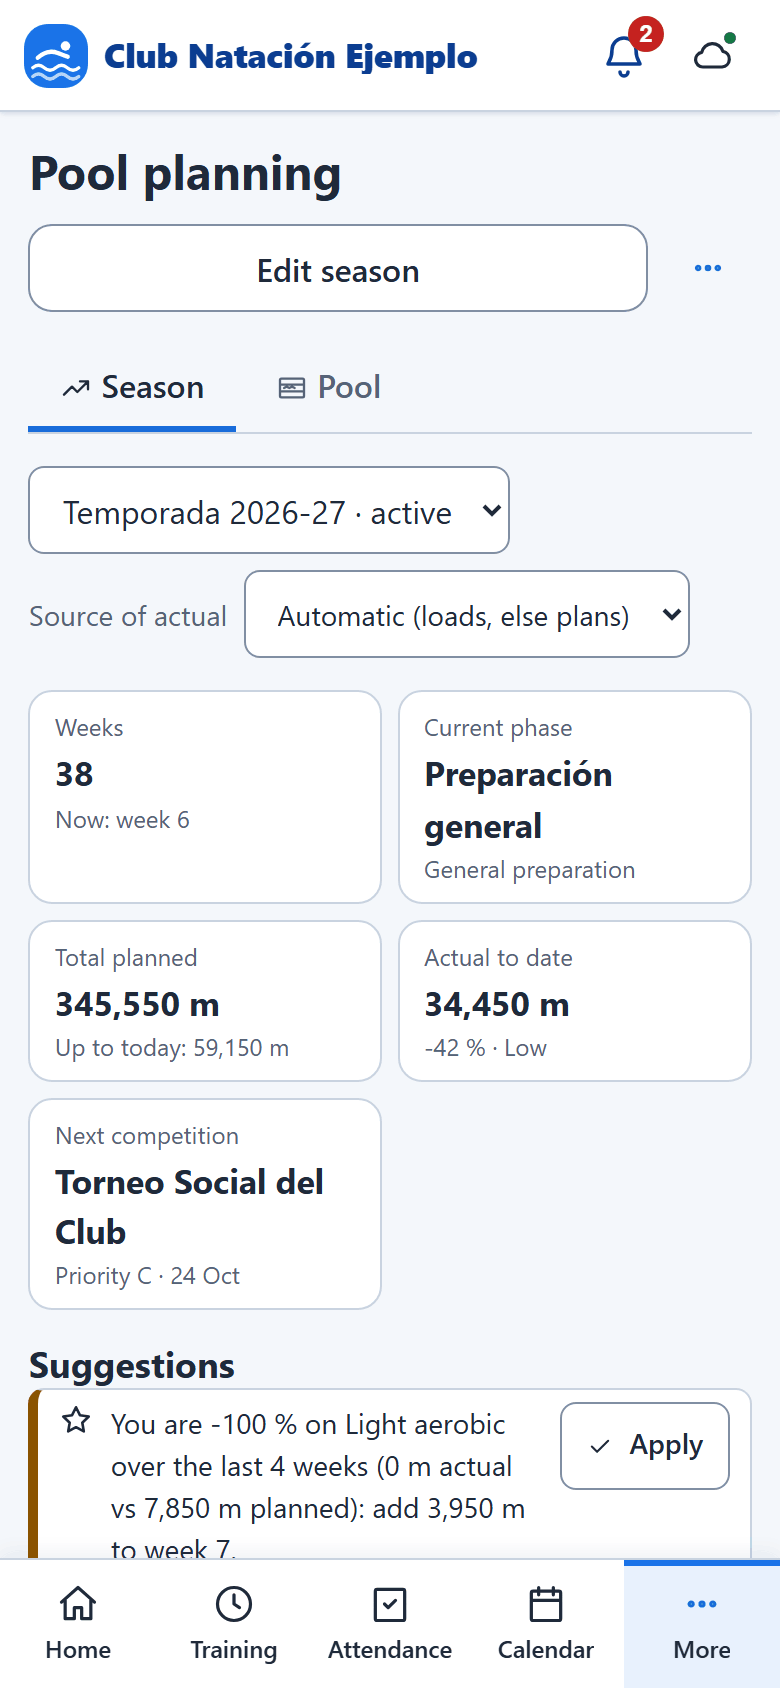 Club Natación Ejemplo
2
Pool planning
Edit season
Season
Pool
Temporada 2026-27 · active
Source of actual
Automatic (loads, else plans)
Weeks
38
Now: week 6
Current phase
Preparación
general
General preparation
Total planned
345,550 m
Up to today: 59,150 m
Actual to date
34,450 m
-42 % · Low
Next competition
Torneo Social del
Club
Priority C · 24 Oct
Suggestions
You are -100 % on Light aerobic
over the last 4 weeks (0 m actual
vs 7,850 m planned): add 3,950 m
to week 7.
Apply
Home
Training
Attendance
Calendar
More